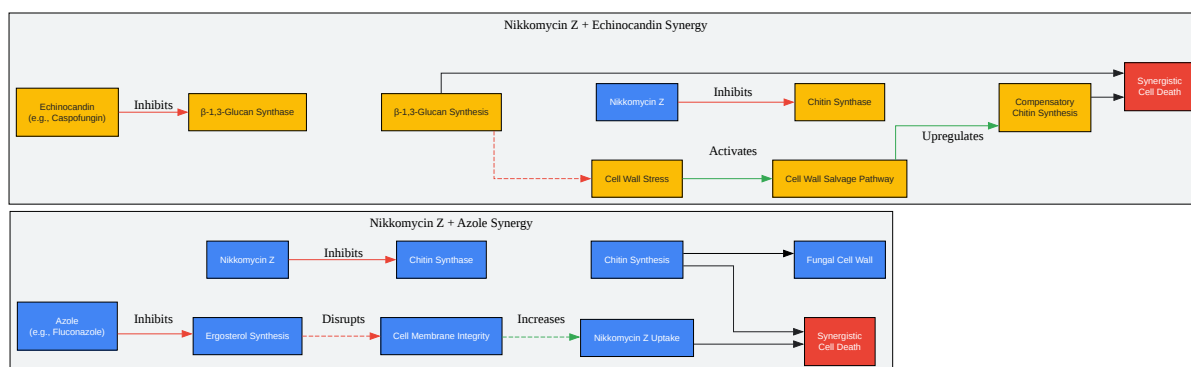 Nikkomycin Z + Echinocandin Synergy
Echinocandin
(e.g., Caspofungin)
Inhibits
β-1,3-Glucan Synthase
β-1,3-Glucan Synthesis
Nikkomycin Z
Inhibits
Chitin Synthase
Compensatory
Chitin Synthesis
Synergistic
Cell Death
Upregulates
Cell Wall Stress
Activates
Cell Wall Salvage Pathway
Nikkomycin Z + Azole Synergy
Nikkomycin Z
Inhibits
Chitin Synthase
Chitin Synthesis
Fungal Cell Wall
Azole
(e.g., Fluconazole)
Inhibits
Ergosterol Synthesis
Disrupts
Cell Membrane Integrity
Increases
Nikkomycin Z Uptake
Synergistic
Cell Death